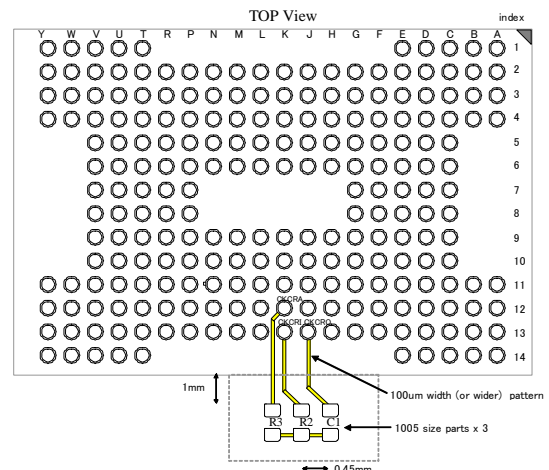 TOP View
index
Y W V U T R P N M L K J H G F E D C B A
1
2
3
4
5
6
7
8
9
10
11
CKCRA
12
CKCRI CKCRO
13
14
1mm
100um width (or wider) pattern
R3 R2 C1
1005 size parts x 3
0.45mm